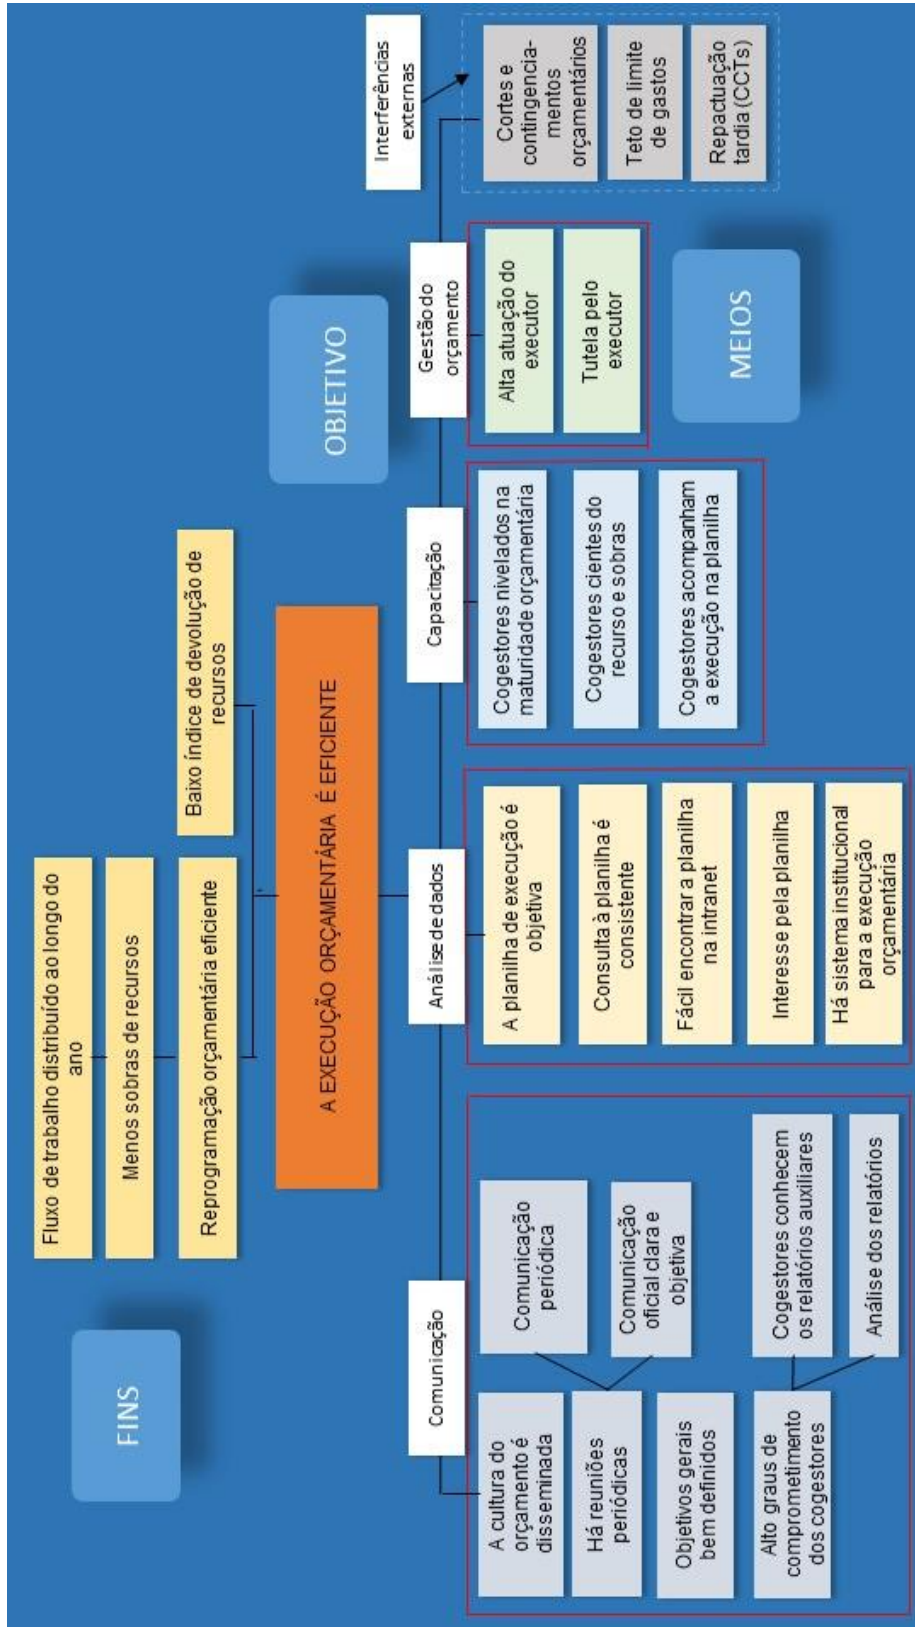 FINS
Fluxo de trabalho distribuído ao longo do
ano
Menos sobras de recursos
Reprogramação orçamentária eficiente
Baixo índice de devolução de
recursos
OBJETIVO
A EXECUÇÃO ORÇAMENTÁRIA É EFICIENTE
Interferências
externas
Comunicação
Análise de dados
Capacitação
Gestão do
orçamento
A cultura do
orçamento é
disseminada
Há reuniões
periódicas
Objetivos gerais
bem definidos
Alto graus de
comprometimento
dos cogestores
Comunicação
periódica
Comunicação
oficial clara e
objetiva
Cogestores conhecem
os relatórios auxiliares
Análise dos relatórios
A planilha de execução é
objetiva
Consulta à planilha é
consistente
Fácil encontrar a planilha
na intranet
Interesse pela planilha
Há sistema institucional
para a execução
orçamentária
Cogestores nivelados na
maturidade orçamentária
Cogestores cientes do
recurso e sobras
Cogestores acompanham
a execução na planilha
Alta atuação do
executor
Tutela pelo
executor
MEIOS
Cortes e
contingencia-
mentos
orçamentários
Teto de limite
de gastos
Repactuação
tardia (CCTs)